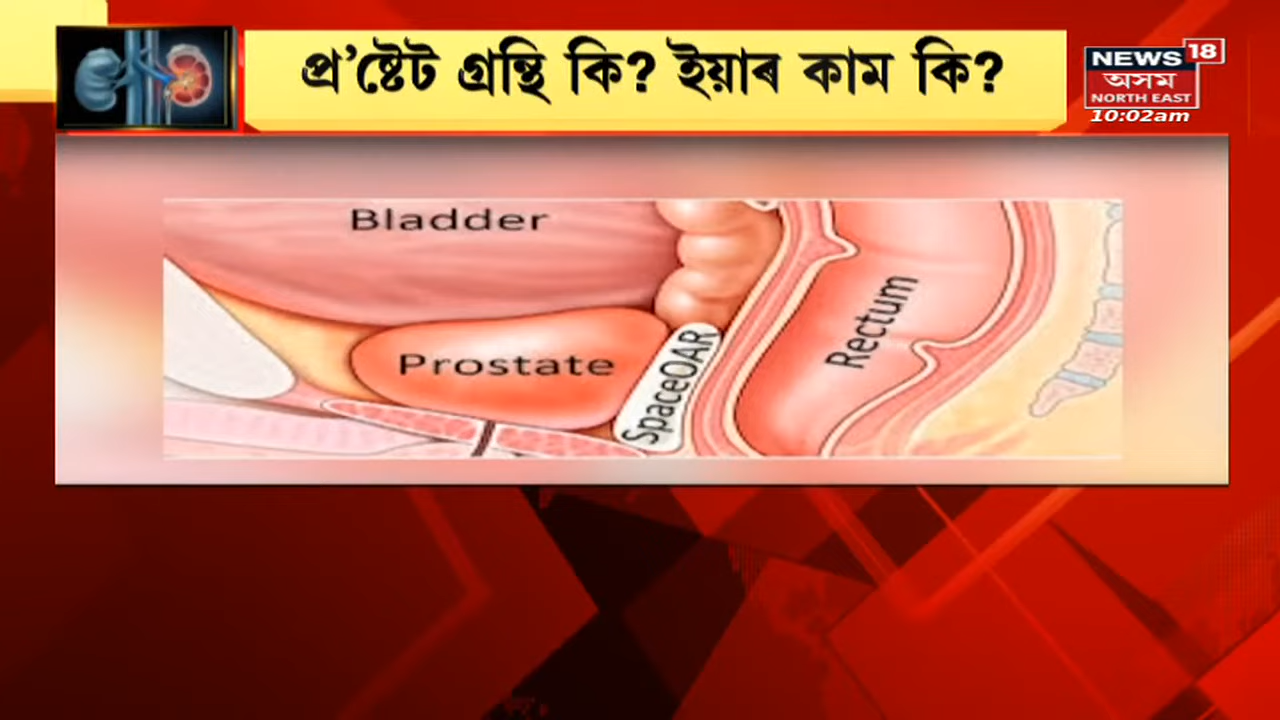 প্ৰ'ষ্টেট গ্ৰন্থি কি? ইয়াৰ কাম কি?
NEWS 18
অসম
NORTH EAST
10:02am
Bladder
Prostate
SpaceOAR
Rectum